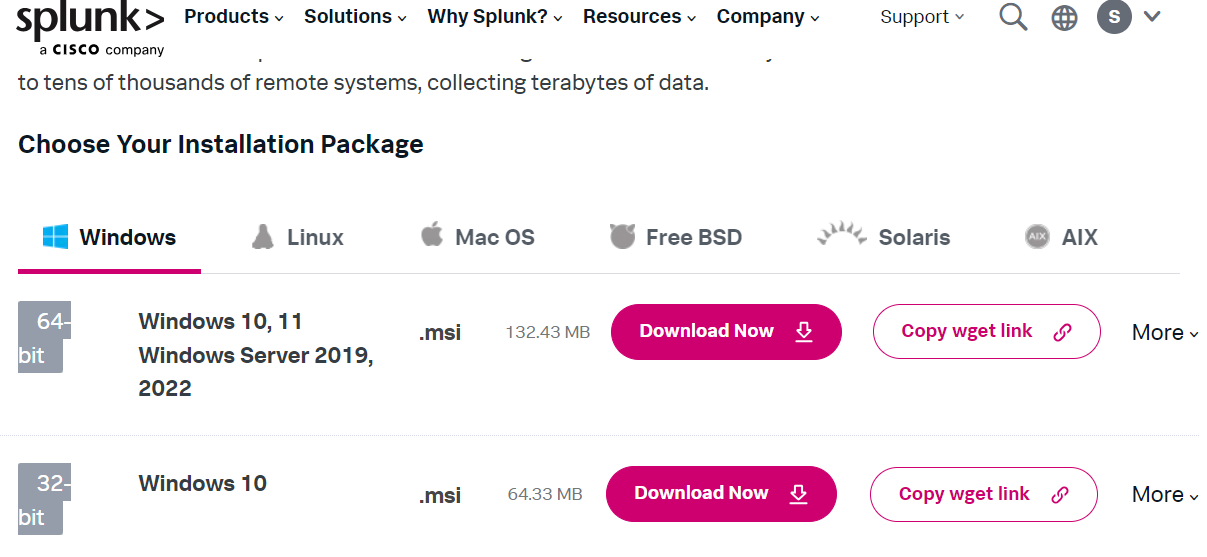 splunk>
a CISCO company
Products
Solutions
Why Splunk?
Resources
Company
Support
S
to tens of thousands of remote systems, collecting terabytes of data.
Choose Your Installation Package
Windows
Linux
Mac OS
Free BSD
Solaris
AIX
AIX
64-
bit
Windows 10, 11
Windows Server 2019,
2022
.msi
132.43 MB
Download Now
Copy wget link
More
32-
bit
Windows 10
.msi
64.33 MB
Download Now
Copy wget link
More